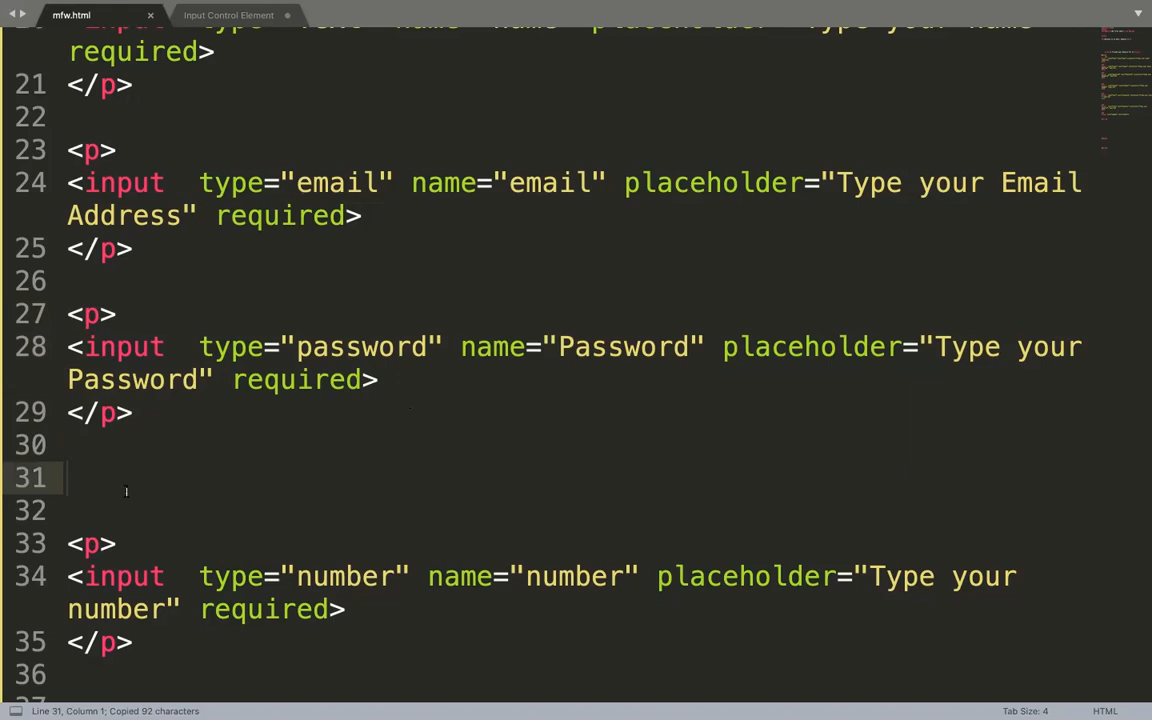 mfw.html
Input Control Element
required>
21 </p>
22
23 <p>
24 <input  type="email" name="email" placeholder="Type your Email
Address" required>
25 </p>
26
27 <p>
28 <input  type="password" name="Password" placeholder="Type your
Password" required>
29 </p>
30
31
32
33 <p>
34 <input  type="number" name="number" placeholder="Type your
number" required>
35 </p>
36
Line 31, Column 1; Copied 92 characters
Tab Size: 4
HTML